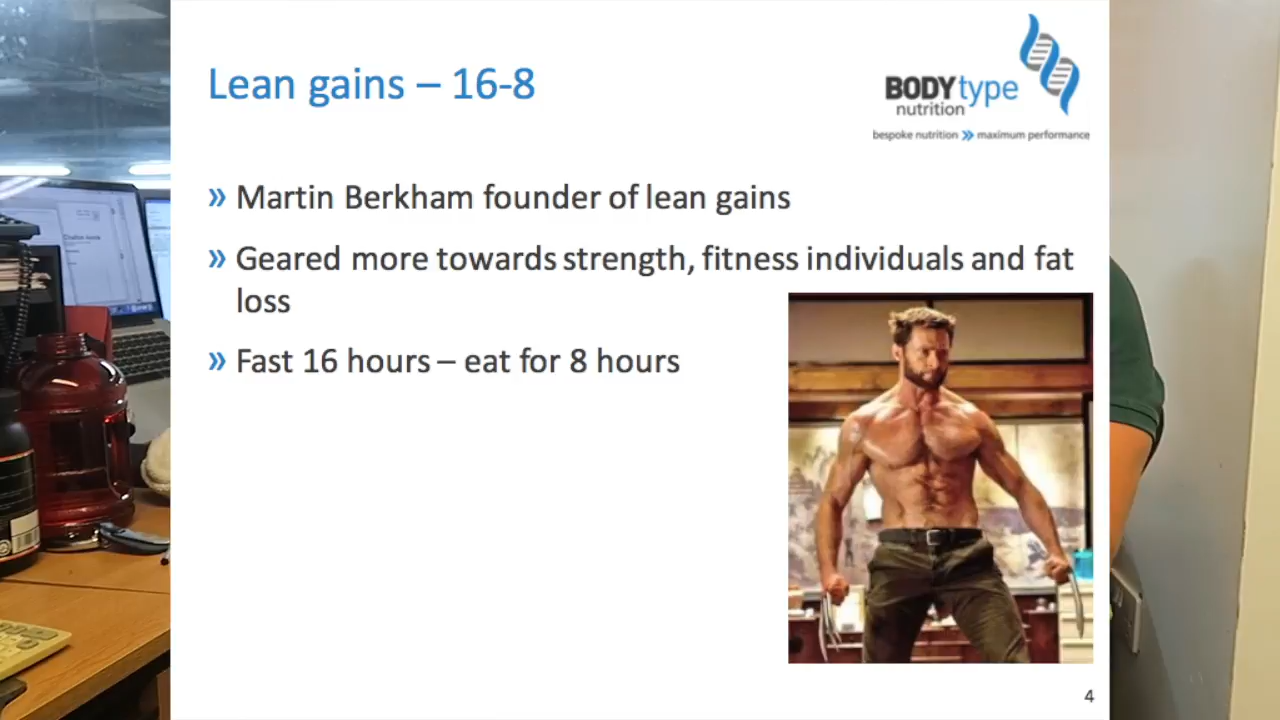 Lean gains – 16-8
BODYtype
nutrition
bespoke nutrition » maximum performance
» Martin Berkham founder of lean gains
» Geared more towards strength, fitness individuals and fat
loss
» Fast 16 hours – eat for 8 hours
4